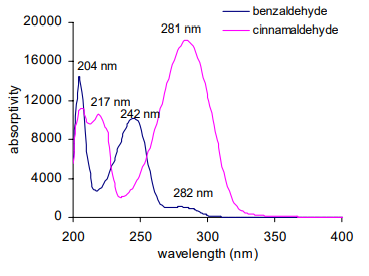 benzaldehyde
cinnamaldehyde
20000
16000
12000
8000
4000
0
absorptivity
204 nm
217 nm
242 nm
281 nm
282 nm
200
250
300
350
400
wavelength (nm)